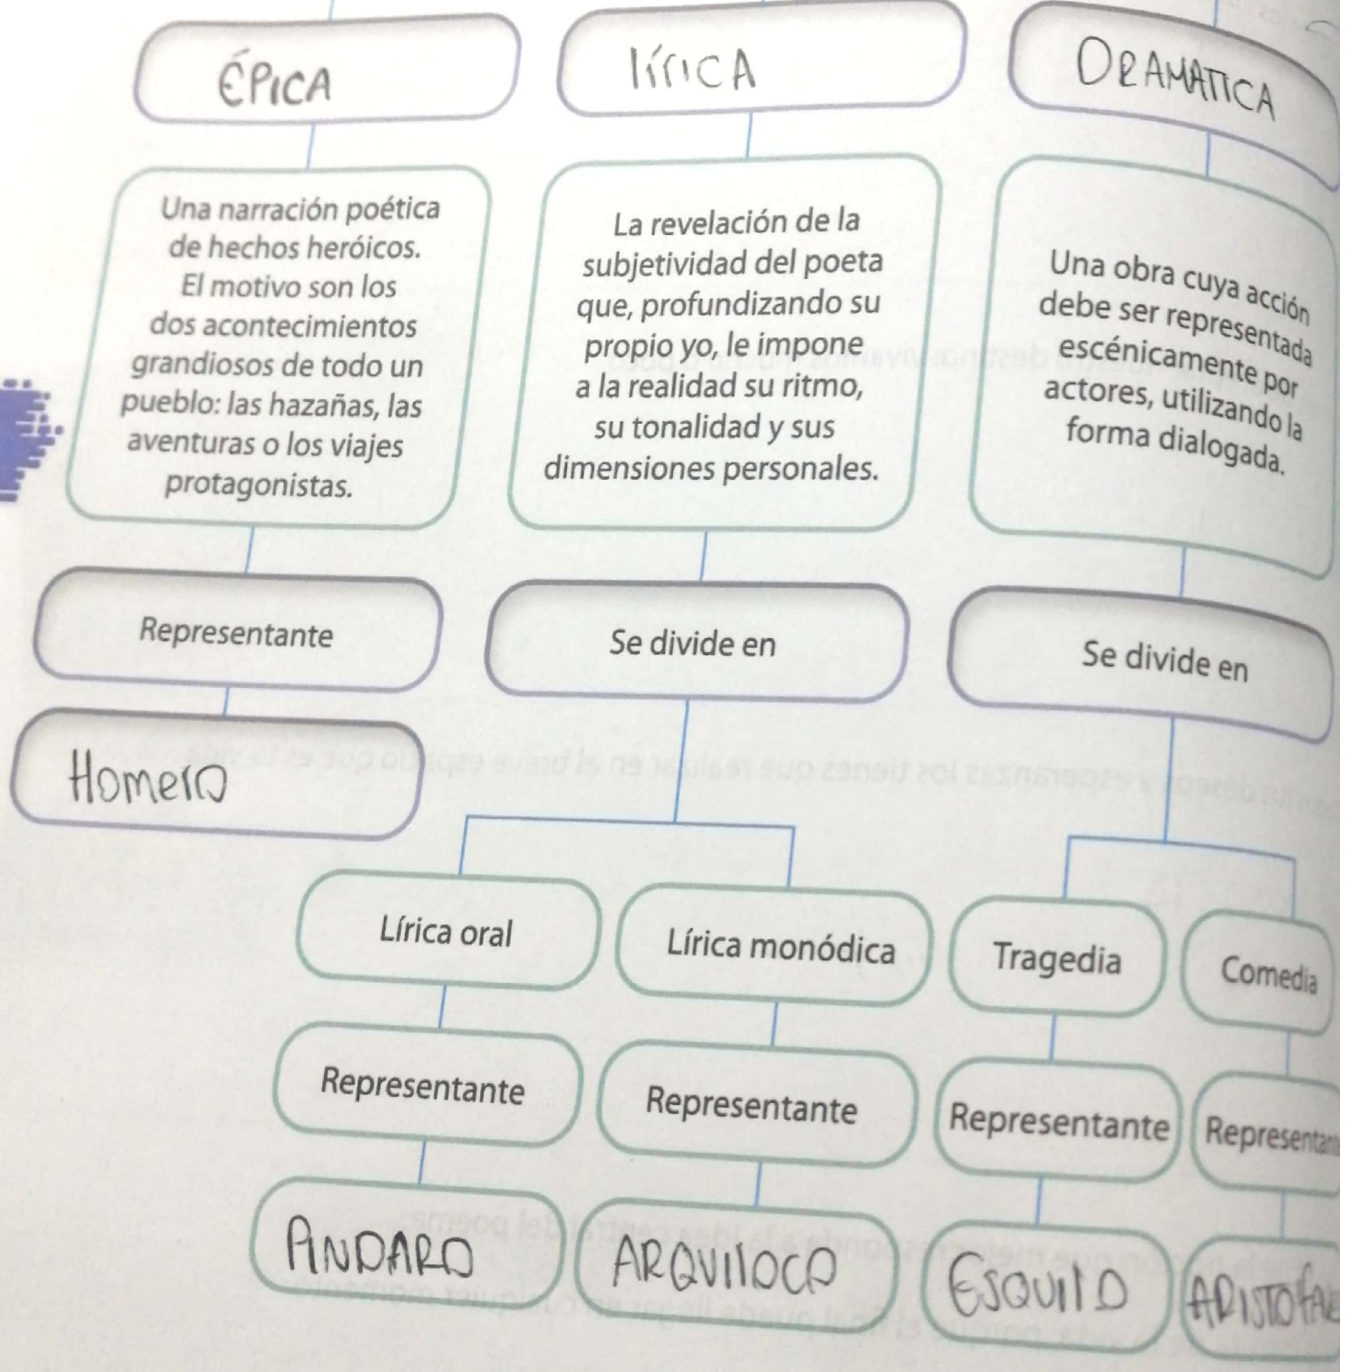 ÉPICA
lírica
DRAMATICA
Una narración poética
de hechos heróicos.
El motivo son los
dos acontecimientos
grandiosos de todo un
pueblo: las hazañas, las
aventuras o los viajes
protagonistas.
La revelación de la
subjetividad del poeta
que, profundizando su
propio yo, le impone
a la realidad su ritmo,
su tonalidad y sus
dimensiones personales.
Una obra cuya acción
debe ser representada
escénicamente por
actores, utilizando la
forma dialogada.
Representante
Se divide en
Se divide en
Homero
Lírica oral
Lírica monódica
Tragedia
Comedia
Representante
Representante
Representante
Representan
PINDARO
ARQUILOCO
ESQUILO
ARISTOFANE